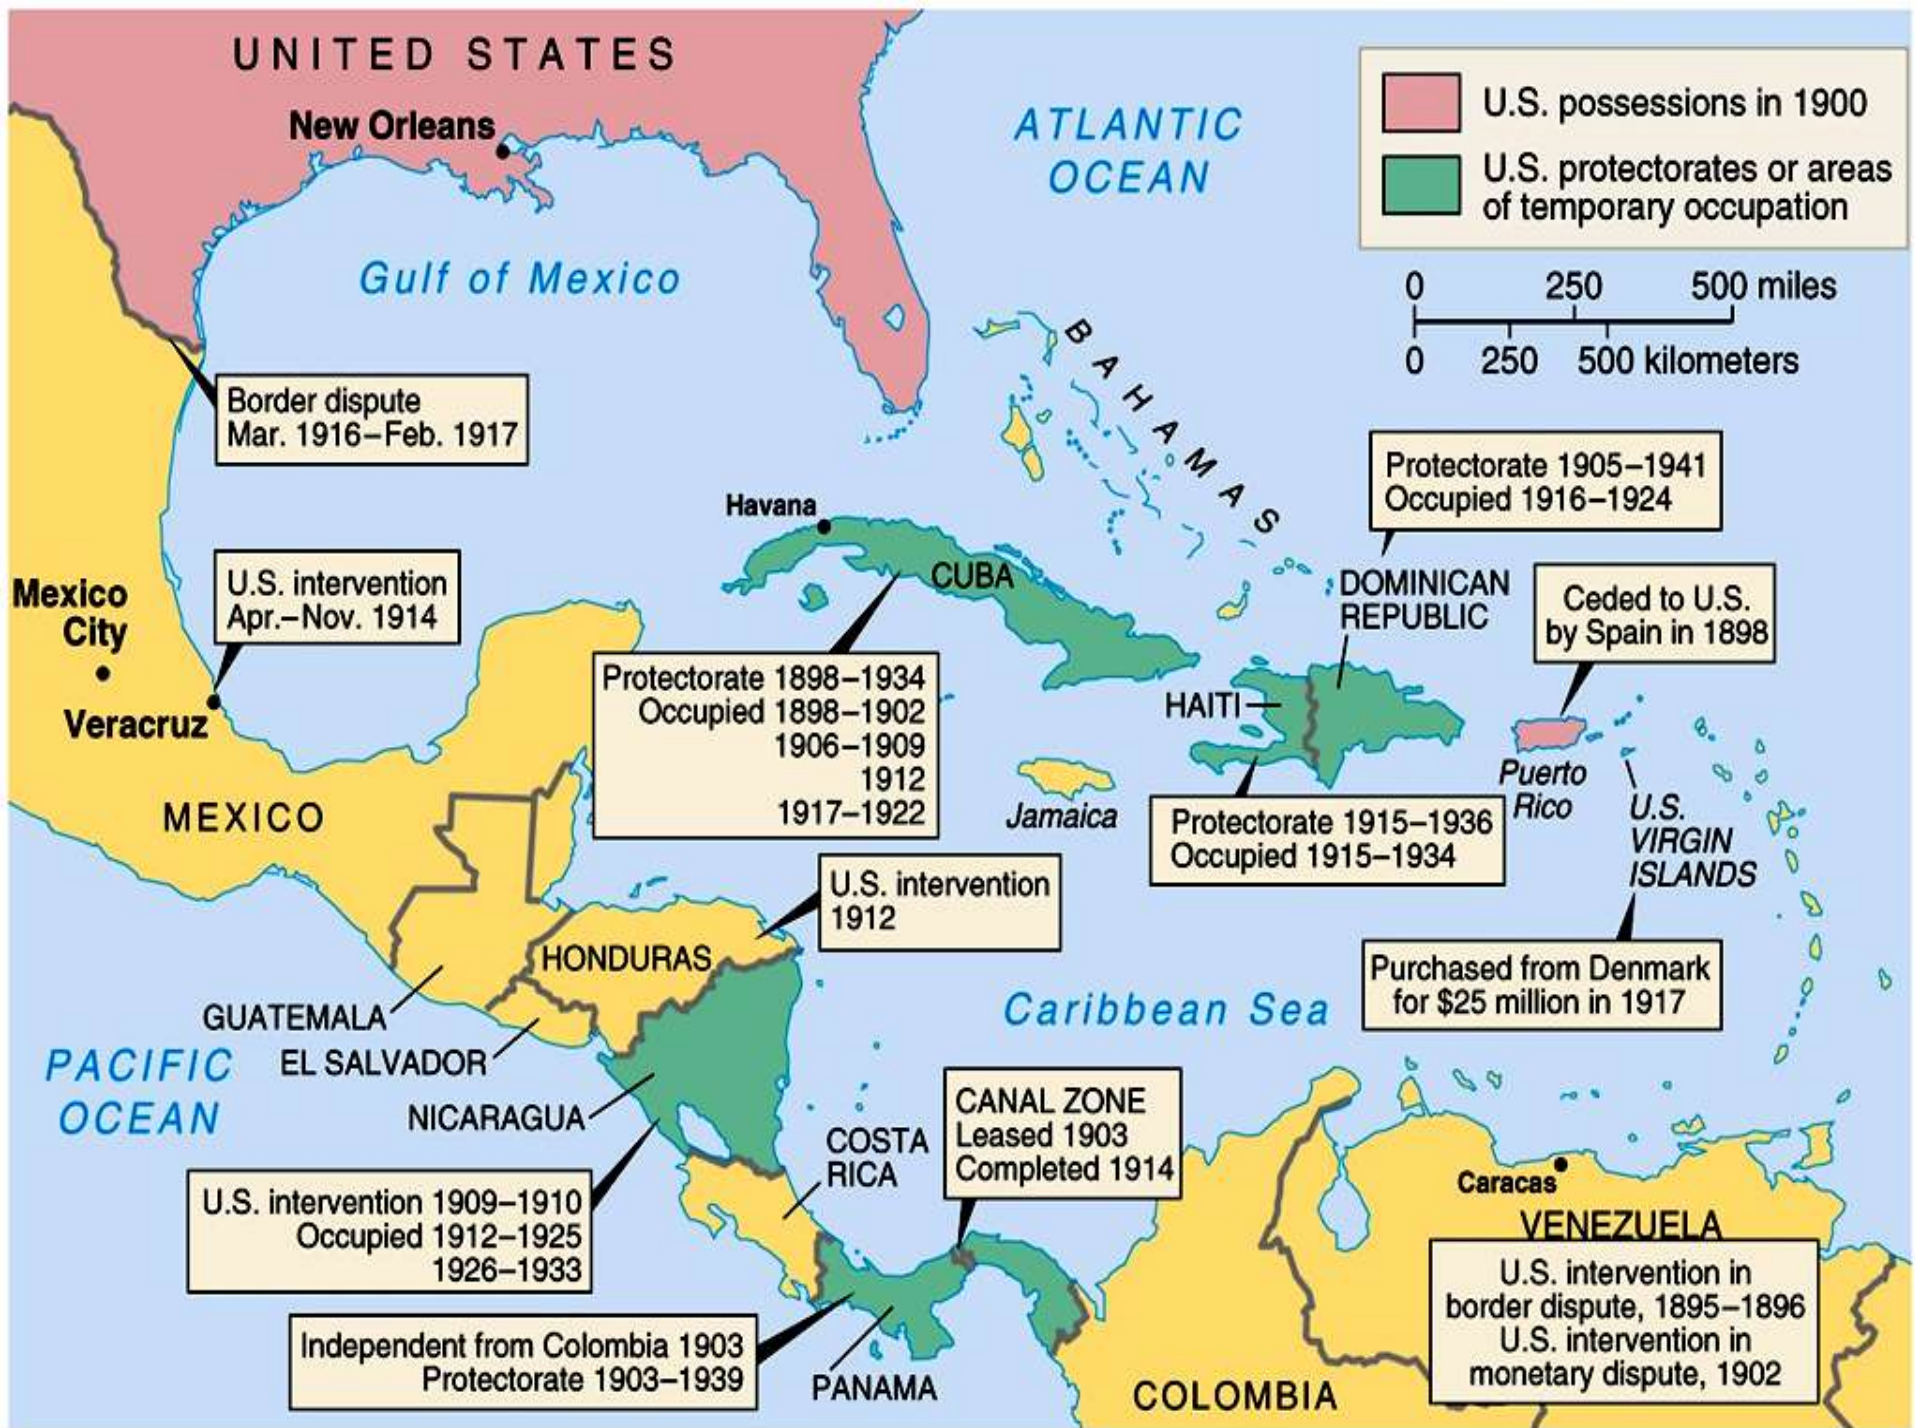 UNITED STATES
New Orleans
ATLANTIC
OCEAN
U.S. possessions in 1900
U.S. protectorates or areas
of temporary occupation
0 250 500 miles
0 250 500 kilometers
Gulf of Mexico
BAHAMAS
Border dispute
Mar. 1916–Feb. 1917
Protectorate 1905–1941
Occupied 1916–1924
Havana
CUBA
DOMINICAN
REPUBLIC
Ceded to U.S.
by Spain in 1898
Mexico
City
U.S. intervention
Apr.–Nov. 1914
Veracruz
Protectorate 1898–1934
Occupied 1898–1902
1906–1909
1912
1917–1922
HAITI
Puerto
Rico
Jamaica
MEXICO
Protectorate 1915–1936
Occupied 1915–1934
U.S.
VIRGIN
ISLANDS
U.S. intervention
1912
HONDURAS
Purchased from Denmark
for $25 million in 1917
Caribbean Sea
GUATEMALA
EL SALVADOR
PACIFIC
OCEAN
NICARAGUA
COSTA
RICA
CANAL ZONE
Leased 1903
Completed 1914
Caracas
VENEZUELA
U.S. intervention 1909–1910
Occupied 1912–1925
1926–1933
U.S. intervention in
border dispute, 1895–1896
U.S. intervention in
monetary dispute, 1902
Independent from Colombia 1903
Protectorate 1903–1939
PANAMA
COLOMBIA